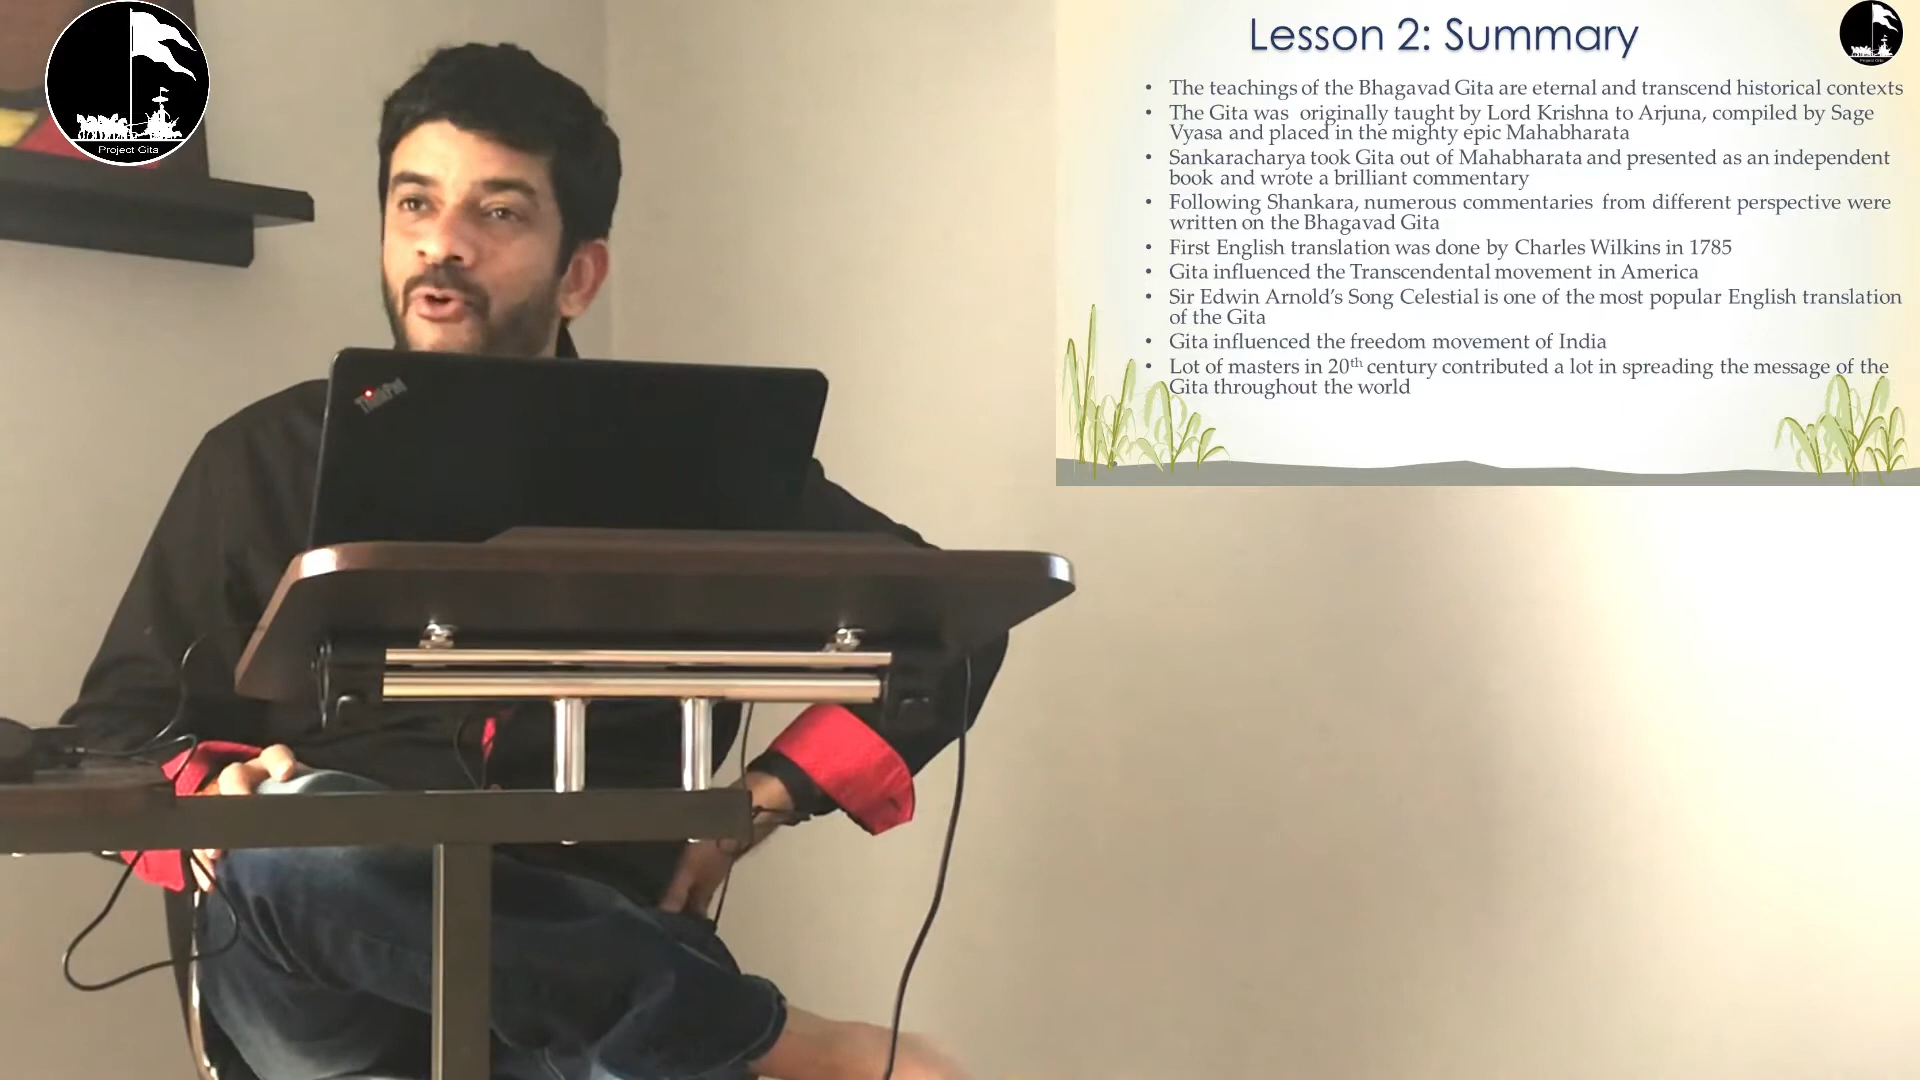 Project Gita
Lesson 2: Summary
Project Gita
• The teachings of the Bhagavad Gita are eternal and transcend historical contexts
• The Gita was originally taught by Lord Krishna to Arjuna, compiled by Sage
Vyasa and placed in the mighty epic Mahabharata
• Sankaracharya took Gita out of Mahabharata and presented as an independent
book and wrote a brilliant commentary
• Following Shankara, numerous commentaries from different perspective were
written on the Bhagavad Gita
• First English translation was done by Charles Wilkins in 1785
• Gita influenced the Transcendental movement in America
• Sir Edwin Arnold’s Song Celestial is one of the most popular English translation
of the Gita
• Gita influenced the freedom movement of India
• Lot of masters in 20th century contributed a lot in spreading the message of the
Gita throughout the world
ThinkPad